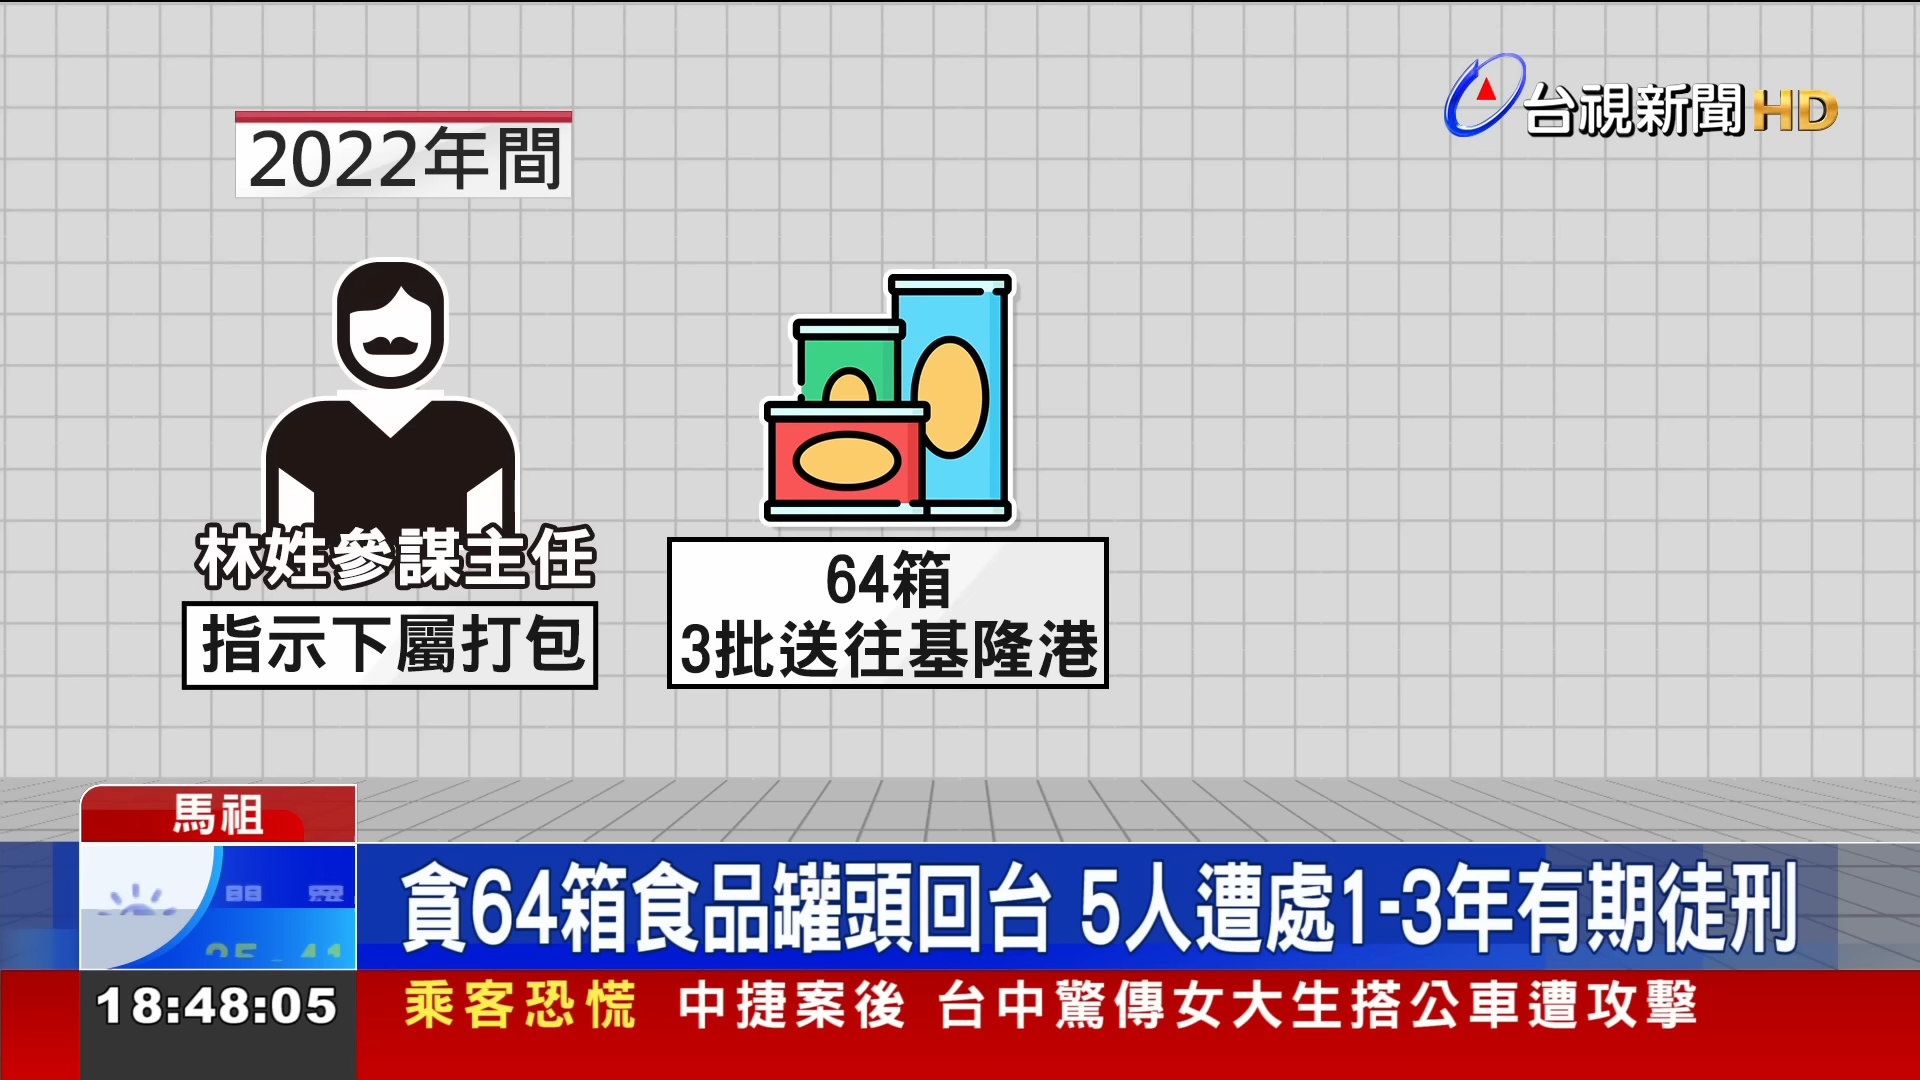 2022年間
台視新聞HD
林姓參謀主任
指示下屬打包
64箱
3批送往基隆港
馬祖
貪64箱食品罐頭回台 5人遭處1-3年有期徒刑
18:48:05
乘客恐慌 中捷案後 台中驚傳女大生搭公車遭攻擊